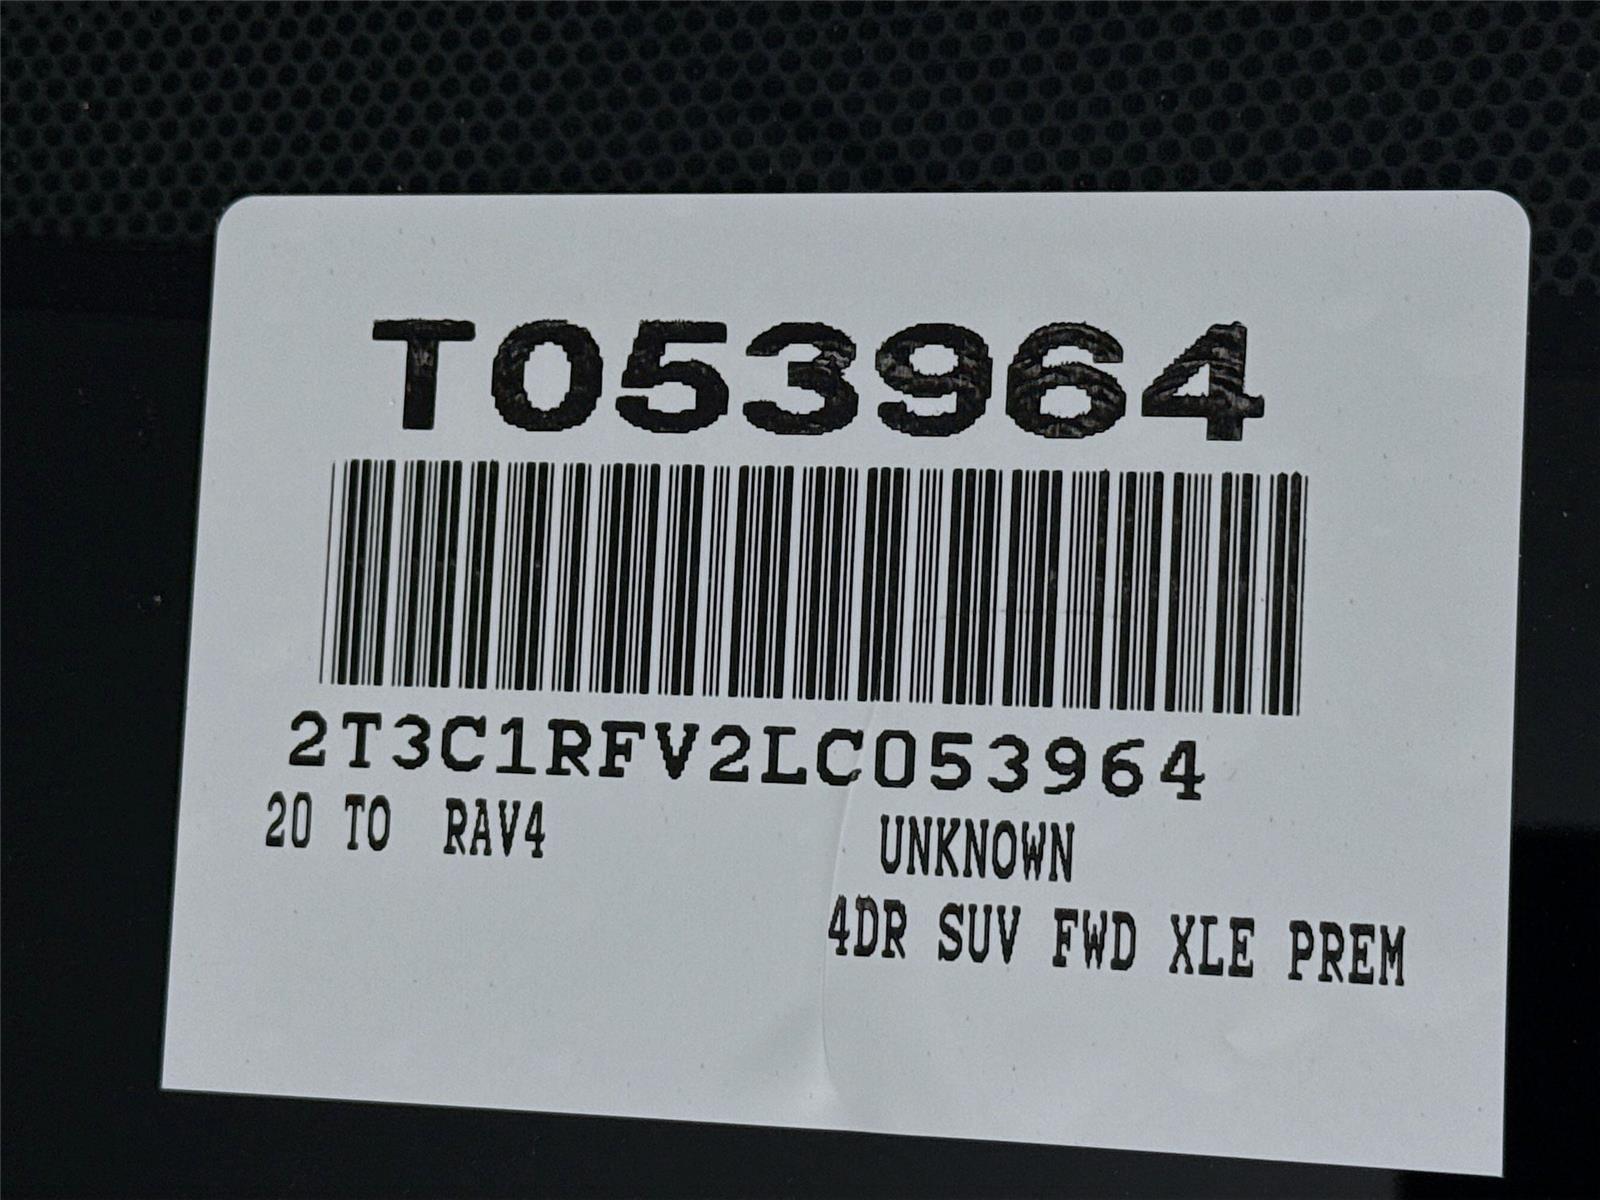 T053964
2T3C1RFV2LC053964
20 TO RAV4 UNKNOWN
4DR SUV FWD XLE PREM